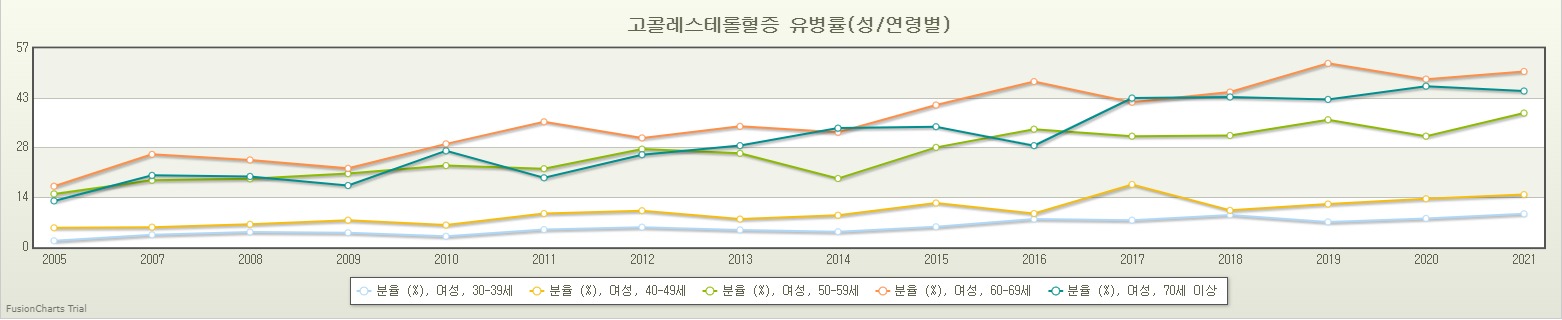 고콜레스테롤혈증 유병률(성/연령별)
57
43
28
14
0
2005 2007 2008 2009 2010 2011 2012 2013 2014 2015 2016 2017 2018 2019 2020 2021
분율 (%), 여성, 30-39세 분율 (%), 여성, 40-49세 분율 (%), 여성, 50-59세 분율 (%), 여성, 60-69세 분율 (%), 여성, 70세 이상
FusionCharts Trial